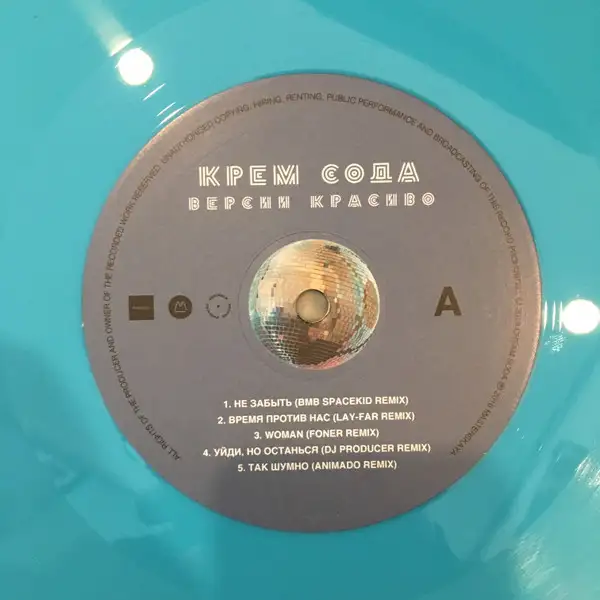 КРЕМ СОДА
ВЕРСИИ КРАСИВО
A
1. НЕ ЗАБЫТЬ (BMB SPACEKID REMIX)
2. ВРЕМЯ ПРОТИВ НАС (LAY-FAR REMIX)
3. WOMAN (FONER REMIX)
4. УЙДИ, НО ОСТАНЬСЯ (DJ PRODUCER REMIX)
5. ТАК ШУМНО (ANIMADO REMIX)
ALL RIGHTS OF THE PRODUCER AND OWNER OF THE RECORDED WORK RESERVED. UNAUTHORIZED COPYING, HIRING, RENTING, PUBLIC PERFORMANCE AND BROADCASTING OF THE RECORD PROHIBITED.